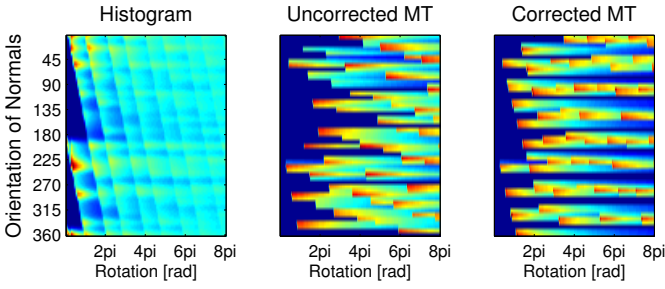 Histogram
Uncorrected MT
Corrected MT
Orientation of Normals
45
90
135
180
225
270
315
360
2pi 4pi 6pi 8pi
Rotation [rad]
2pi 4pi 6pi 8pi
Rotation [rad]
2pi 4pi 6pi 8pi
Rotation [rad]